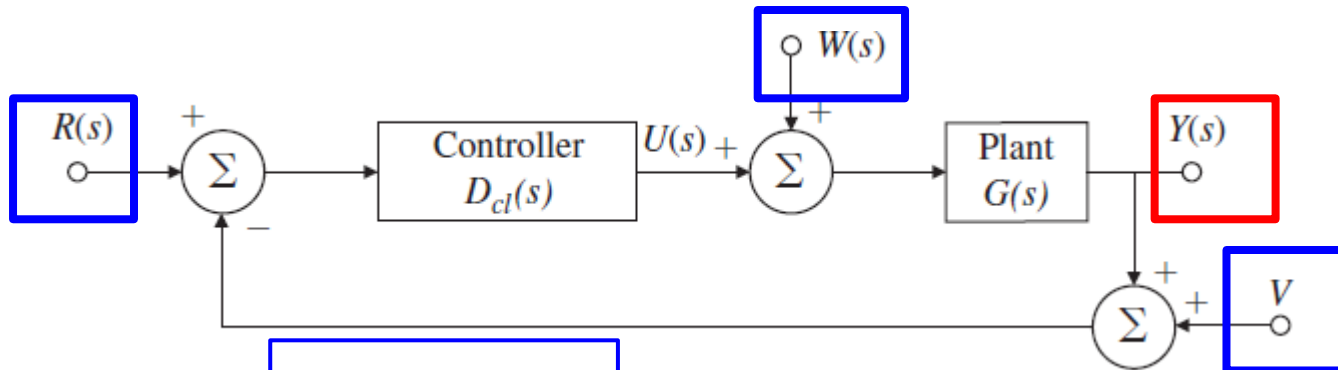 W(s)
R(s)
+
Σ
−
Controller
D_cl(s)
U(s)
+
+
Σ
Plant
G(s)
Y(s)
+
+
Σ
V